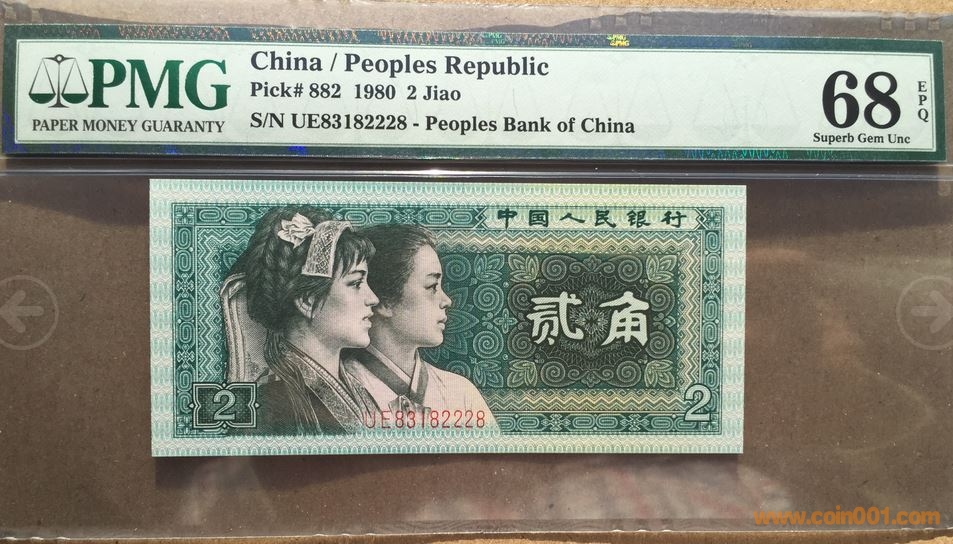 PMG
PAPER MONEY GUARANTY
China / Peoples Republic
Pick# 882 1980 2 Jiao
S/N UE83182228 - Peoples Bank of China
68
EPQ
Superb Gem Unc
中国人民银行
贰角
2
2
UE83182228
www.coin001.com